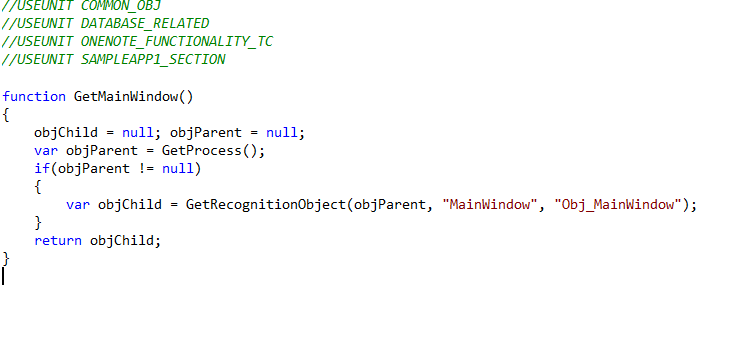 //USEUNIT COMMON_OBJ
//USEUNIT DATABASE_RELATED
//USEUNIT ONENOTE_FUNCTIONALITY_TC
//USEUNIT SAMPLEAPP1_SECTION
function GetMainWindow()
{
objChild = null; objParent = null;
var objParent = GetProcess();
if(objParent != null)
{
var objChild = GetRecognitionObject(objParent, "MainWindow", "Obj_MainWindow");
}
return objChild;
}